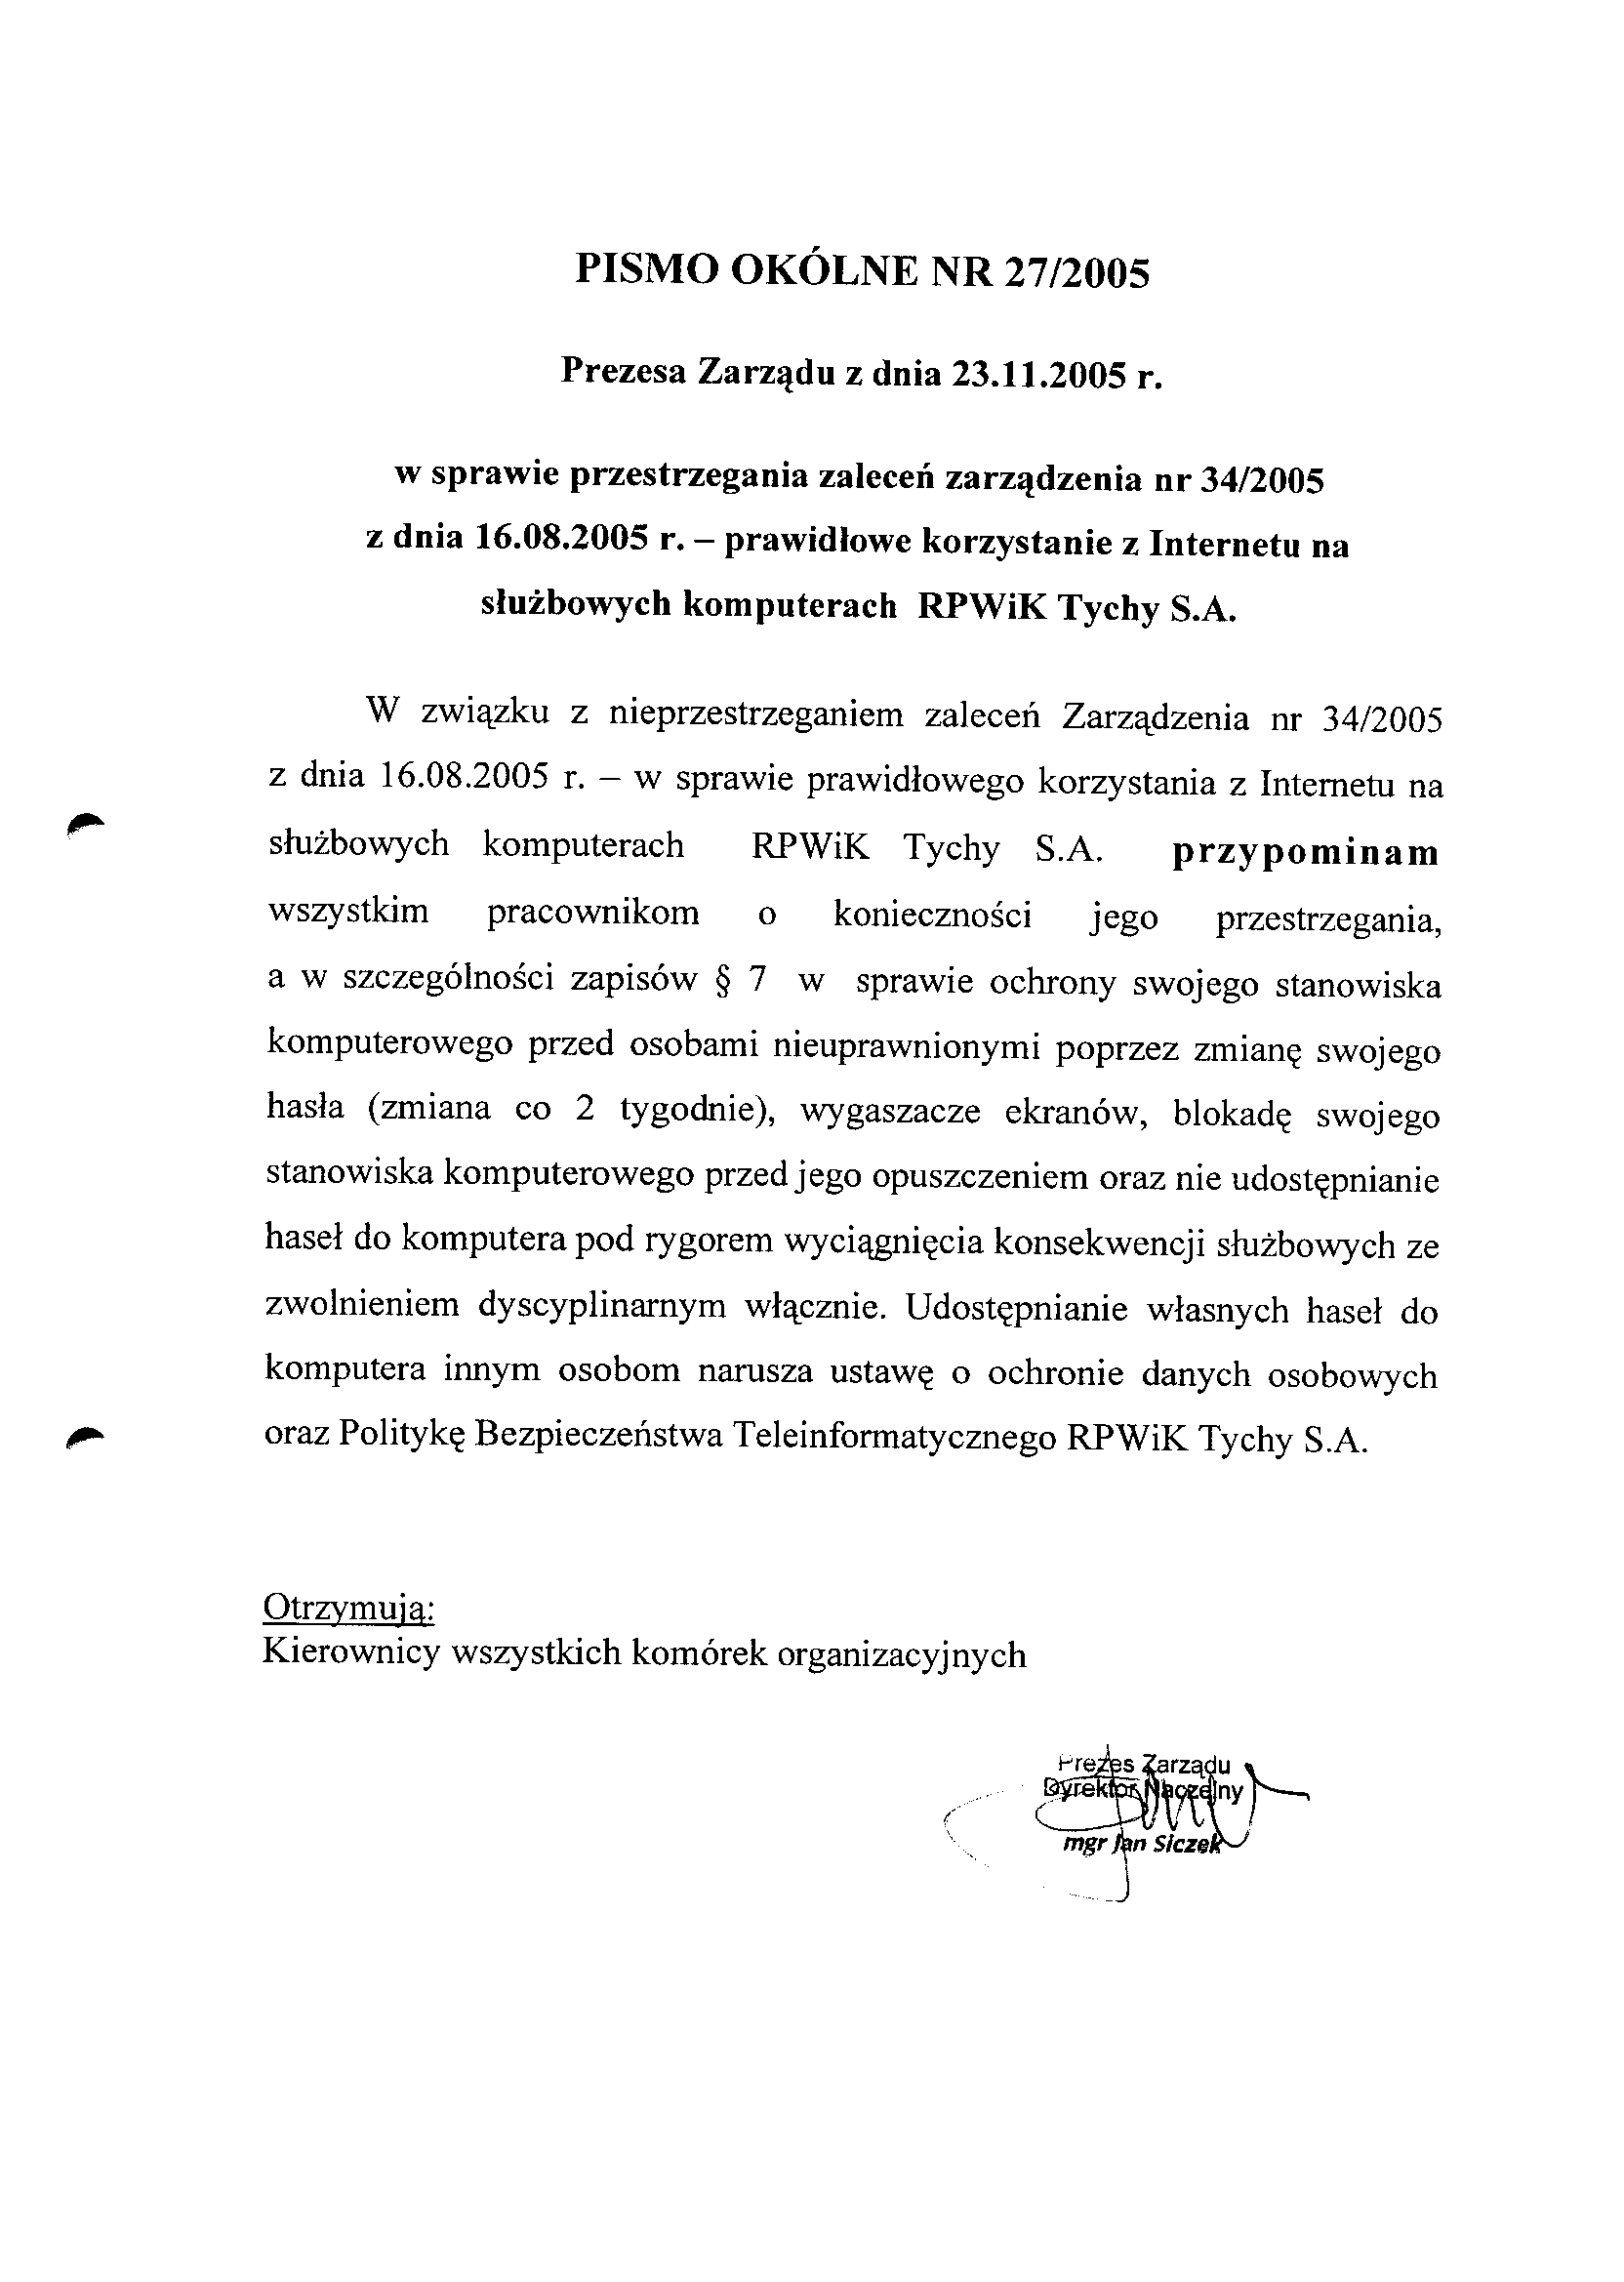 PISMO OKÓLNE NR 27/2005
Prezesa Zarządu z dnia 23.11.2005 r.
w sprawie przestrzegania zaleceń zarządzenia nr 34/2005
z dnia 16.08.2005 r. – prawidłowe korzystanie z Internetu na
służbowych komputerach RPWiK Tychy S.A.
W związku z nieprzestrzeganiem zaleceń Zarządzenia nr 34/2005
z dnia 16.08.2005 r. – w sprawie prawidłowego korzystania z Internetu na
służbowych komputerach RPWiK Tychy S.A. przypominam
wszystkim pracownikom o konieczności jego przestrzegania,
a w szczególności zapisów § 7 w sprawie ochrony swojego stanowiska
komputerowego przed osobami nieuprawnionymi poprzez zmianę swojego
hasła (zmiana co 2 tygodnie), wygaszacze ekranów, blokadę swojego
stanowiska komputerowego przed jego opuszczeniem oraz nie udostępnianie
haseł do komputera pod rygorem wyciągnięcia konsekwencji służbowych ze
zwolnieniem dyscyplinarnym włącznie. Udostępnianie własnych haseł do
komputera innym osobom narusza ustawę o ochronie danych osobowych
oraz Politykę Bezpieczeństwa Teleinformatycznego RPWiK Tychy S.A.
Otrzymują:
Kierownicy wszystkich komórek organizacyjnych
Prezes Zarządu
Dyrektor Naczelny
mgr Jan Siczek